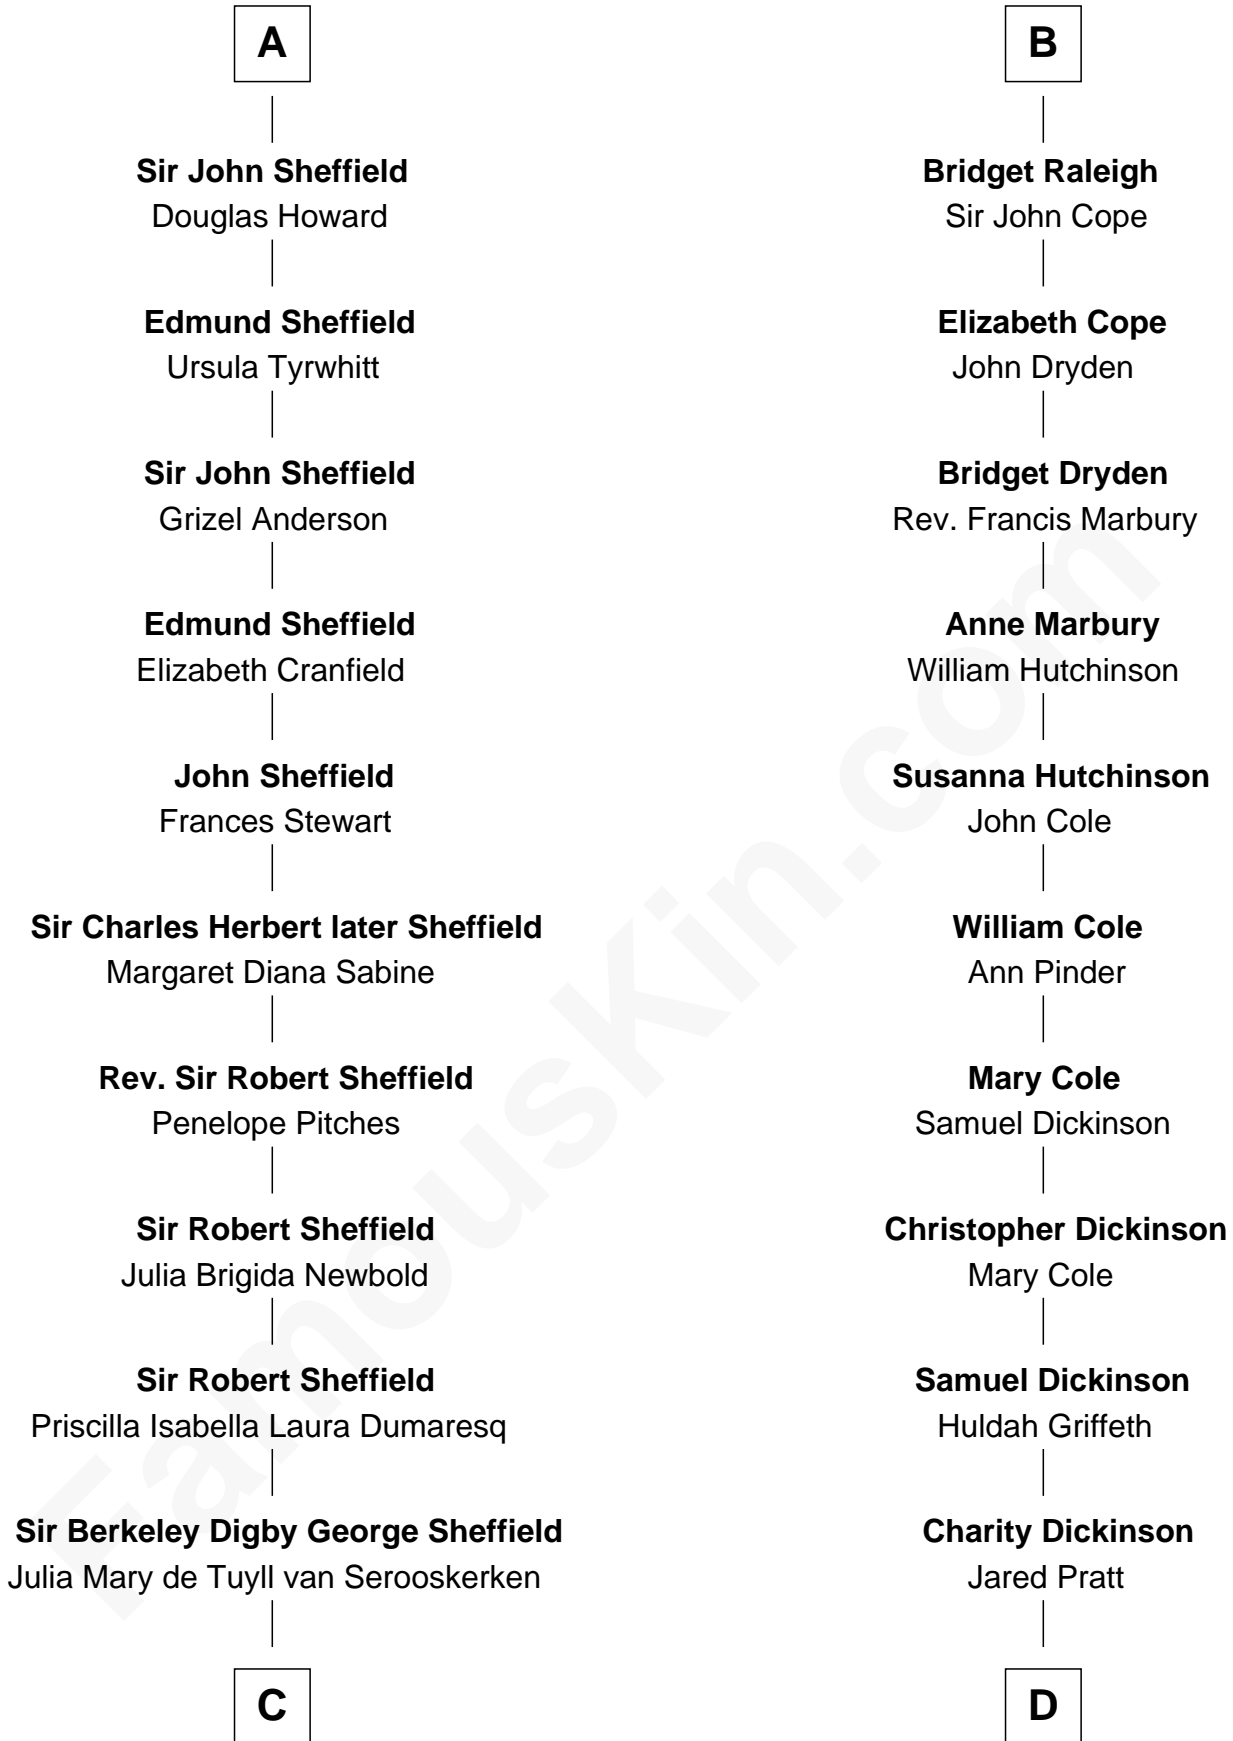 A
Sir John Sheffield
Douglas Howard
Edmund Sheffield
Ursula Tyrwhitt
Sir John Sheffield
Grizel Anderson
Edmund Sheffield
Elizabeth Cranfield
John Sheffield
Frances Stewart
Sir Charles Herbert later Sheffield
Margaret Diana Sabine
Rev. Sir Robert Sheffield
Penelope Pitches
Sir Robert Sheffield
Julia Brigida Newbold
Sir Robert Sheffield
Priscilla Isabella Laura Dumaresq
Sir Berkeley Digby George Sheffield
Julia Mary de Tuyll van Serooskerken
C
B
Bridget Raleigh
Sir John Cope
Elizabeth Cope
John Dryden
Bridget Dryden
Rev. Francis Marbury
Anne Marbury
William Hutchinson
Susanna Hutchinson
John Cole
William Cole
Ann Pinder
Mary Cole
Samuel Dickinson
Christopher Dickinson
Mary Cole
Samuel Dickinson
Huldah Griffeth
Charity Dickinson
Jared Pratt
D
FamousKin.com